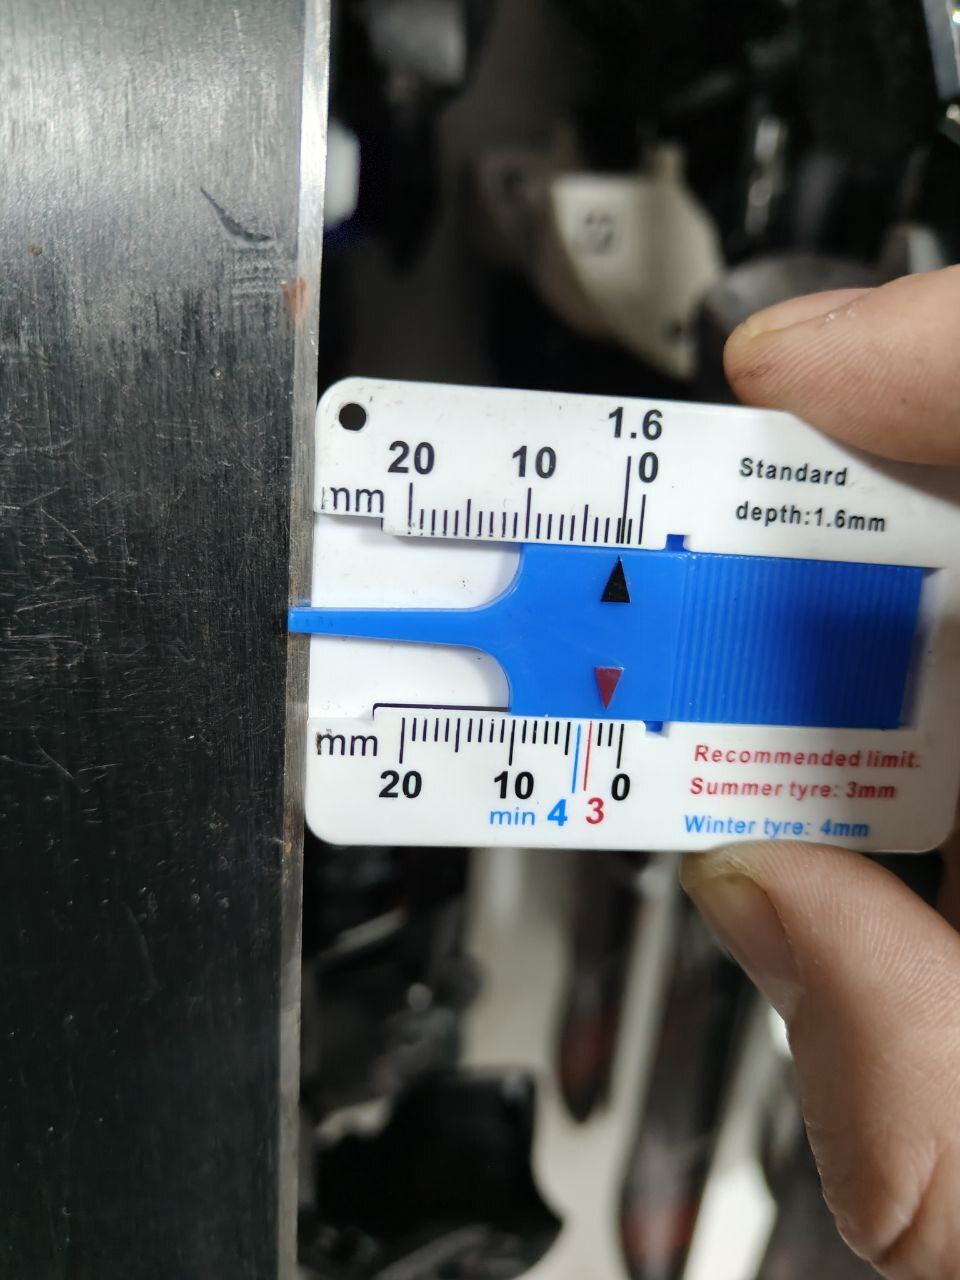 1.6
20 10 0
mm
Standard
depth:1.6mm
mm
20 10 0
min 4 3
Recommended limit.
Summer tyre: 3mm
Winter tyre: 4mm